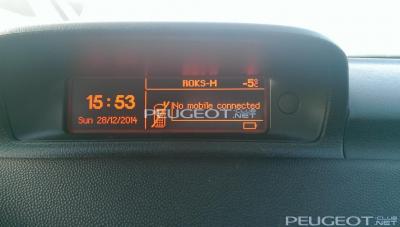 ROKS-M
-5°C
15:53
No mobile connected
Sun 28/12/2014
PEUGEOT CLUB .NET
PEUGEOT CLUB .NET